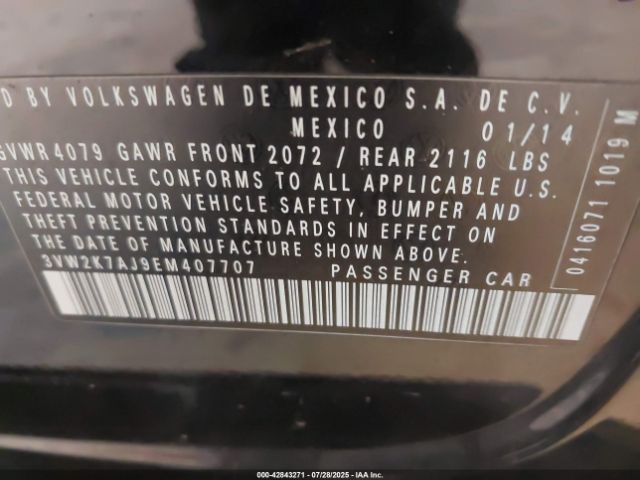 D BY VOLKSWAGEN DE MEXICO S.A. DE C.V.
MEXICO 01/14
GVWR 4079 GAWR FRONT 2072 / REAR 2116 LBS
THIS VEHICLE CONFORMS TO ALL APPLICABLE U.S.
FEDERAL MOTOR VEHICLE SAFETY, BUMPER AND
THEFT PREVENTION STANDARDS IN EFFECT ON
THE DATE OF MANUFACTURE SHOWN ABOVE.
3VW2K7AJ9EM407707 PASSENGER CAR
0416071 1019 M
000-42843271 - 07/28/2025 - IAA Inc.